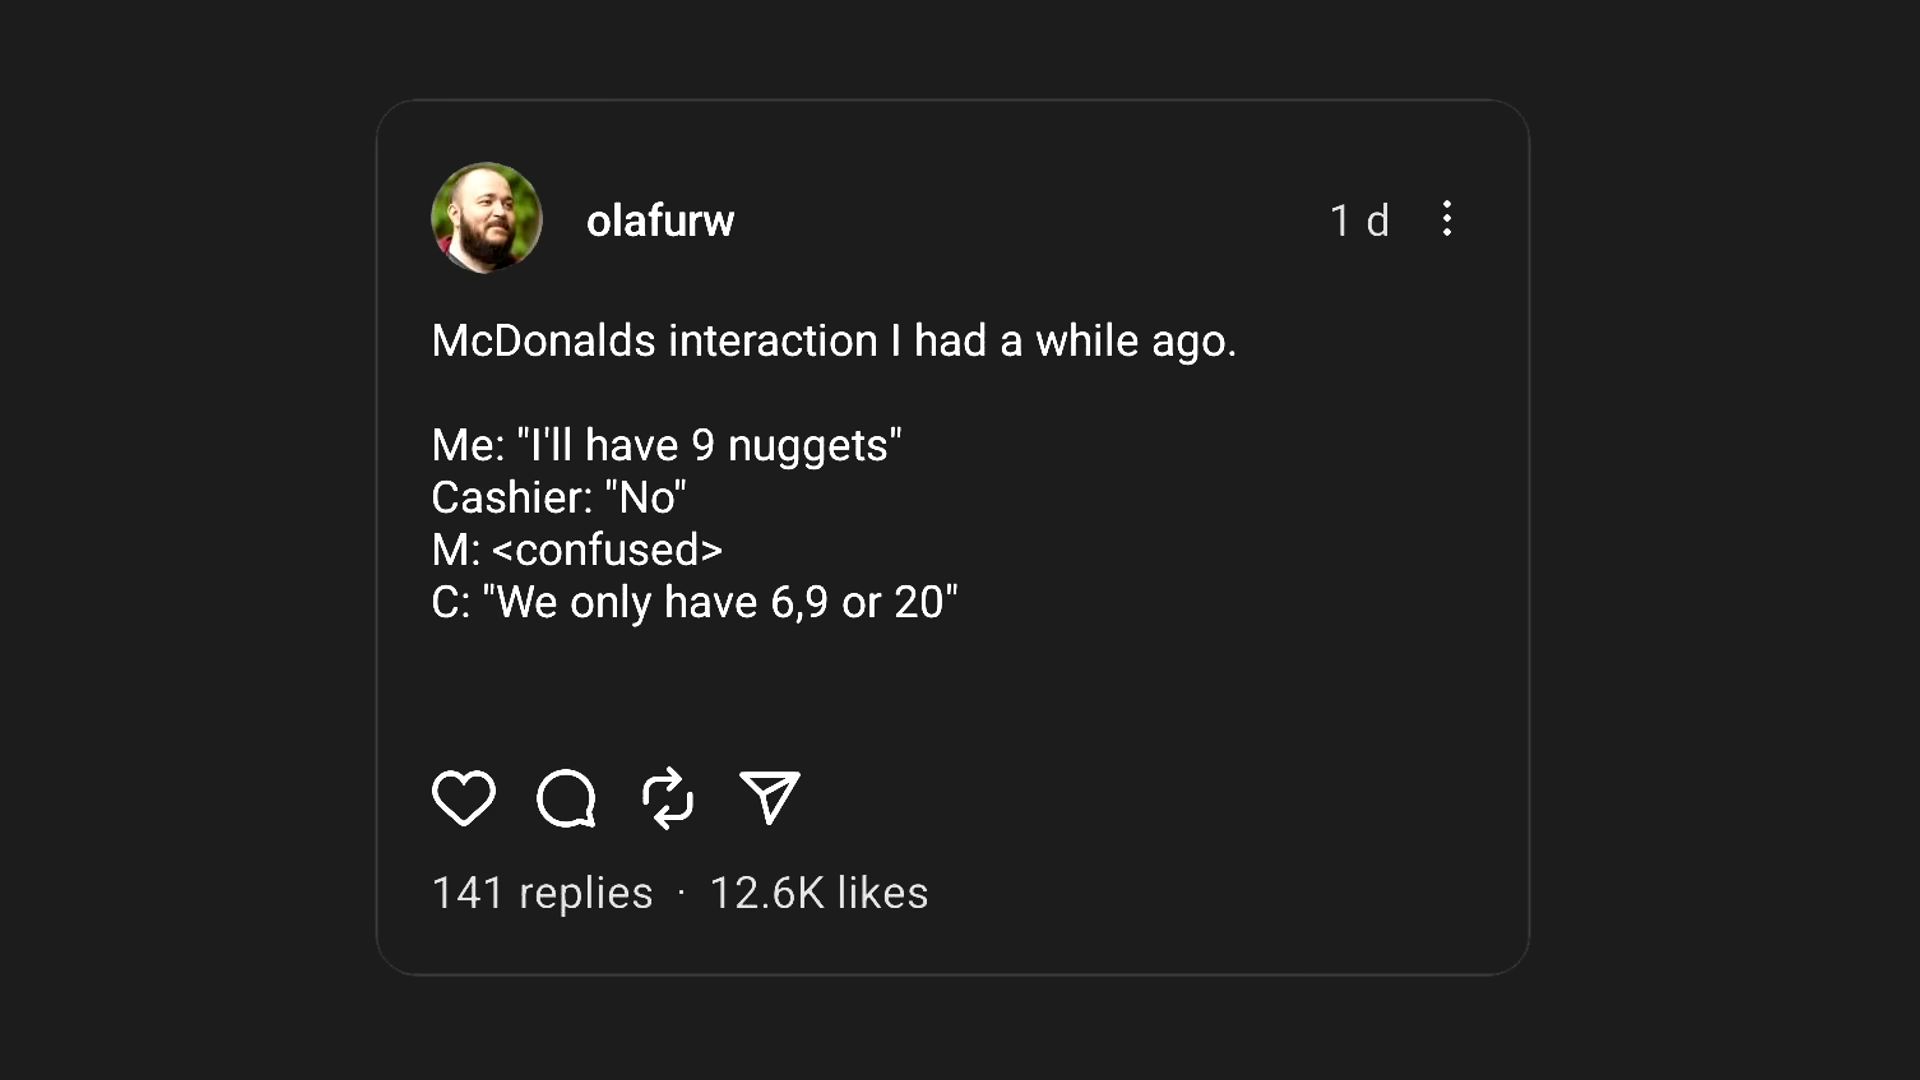 olafurw
1 d
McDonalds interaction I had a while ago.
Me: "I'll have 9 nuggets"
Cashier: "No"
M: <confused>
C: "We only have 6,9 or 20"
141 replies · 12.6K likes